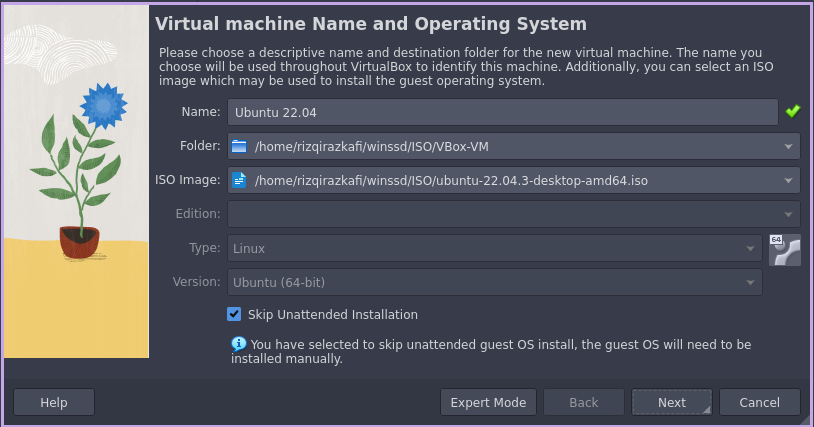 Virtual machine Name and Operating System
Please choose a descriptive name and destination folder for the new virtual machine. The name you
choose will be used throughout VirtualBox to identify this machine. Additionally, you can select an ISO
image which may be used to install the guest operating system.
Name: Ubuntu 22.04
Folder: /home/rizqirazkafi/winssd/ISO/VBox-VM
ISO Image: /home/rizqirazkafi/winssd/ISO/ubuntu-22.04.3-desktop-amd64.iso
Edition:
Type: Linux 64
Version: Ubuntu (64-bit)
Skip Unattended Installation
You have selected to skip unattended guest OS install, the guest OS will need to be
installed manually.
Help Expert Mode Back Next Cancel